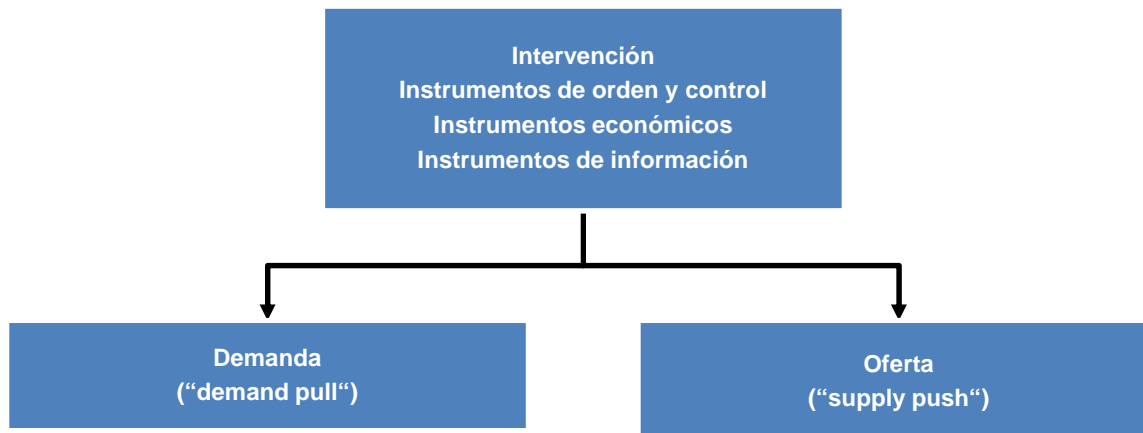 Intervención
Instrumentos de orden y control
Instrumentos económicos
Instrumentos de información
Demanda
(“demand pull“)
Oferta
(“supply push“)